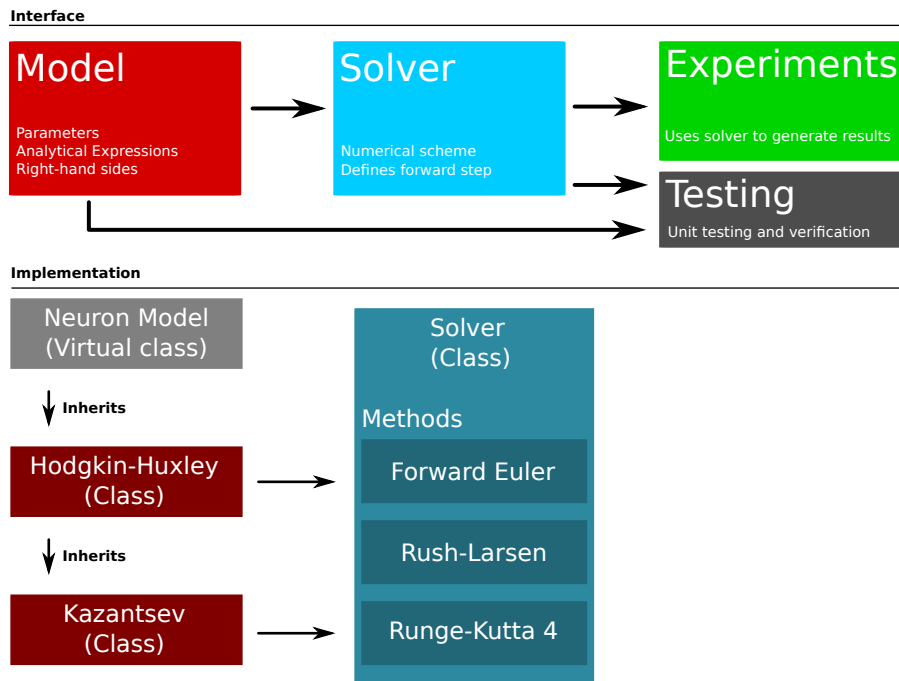 Interface
Model
Parameters
Analytical Expressions
Right-hand sides
Solver
Numerical scheme
Defines forward step
Experiments
Uses solver to generate results
Testing
Unit testing and verification
Implementation
Neuron Model
(Virtual class)
Inherits
Hodgkin-Huxley
(Class)
Inherits
Kazantsev
(Class)
Solver
(Class)
Methods
Forward Euler
Rush-Larsen
Runge-Kutta 4